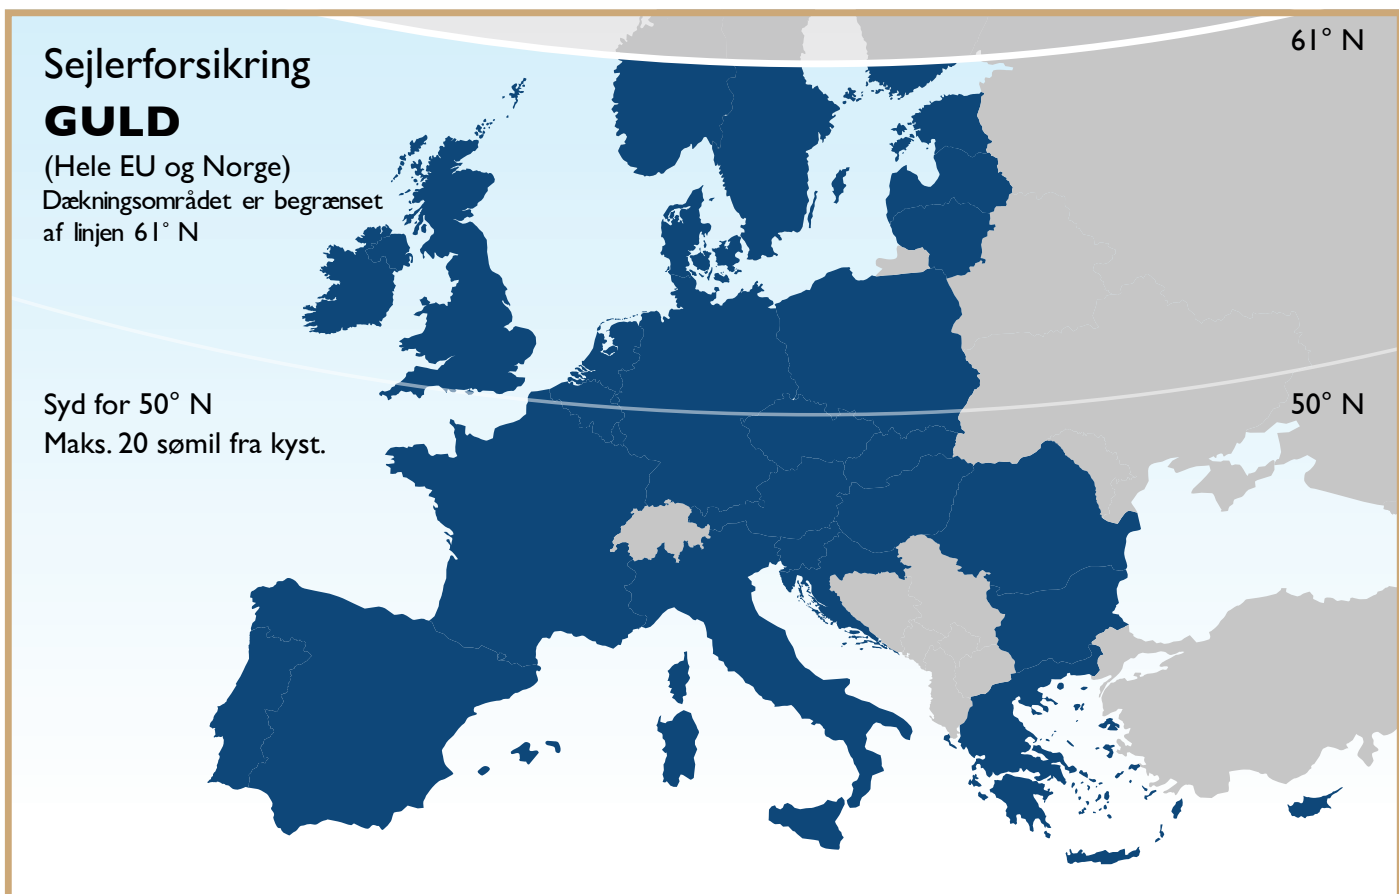 Sejlerforsikring
GULD
(Hele EU og Norge)
Dækningsområdet er begrænset
af linjen 61° N
61° N
Syd for 50° N
Maks. 20 sømil fra kyst.
50° N